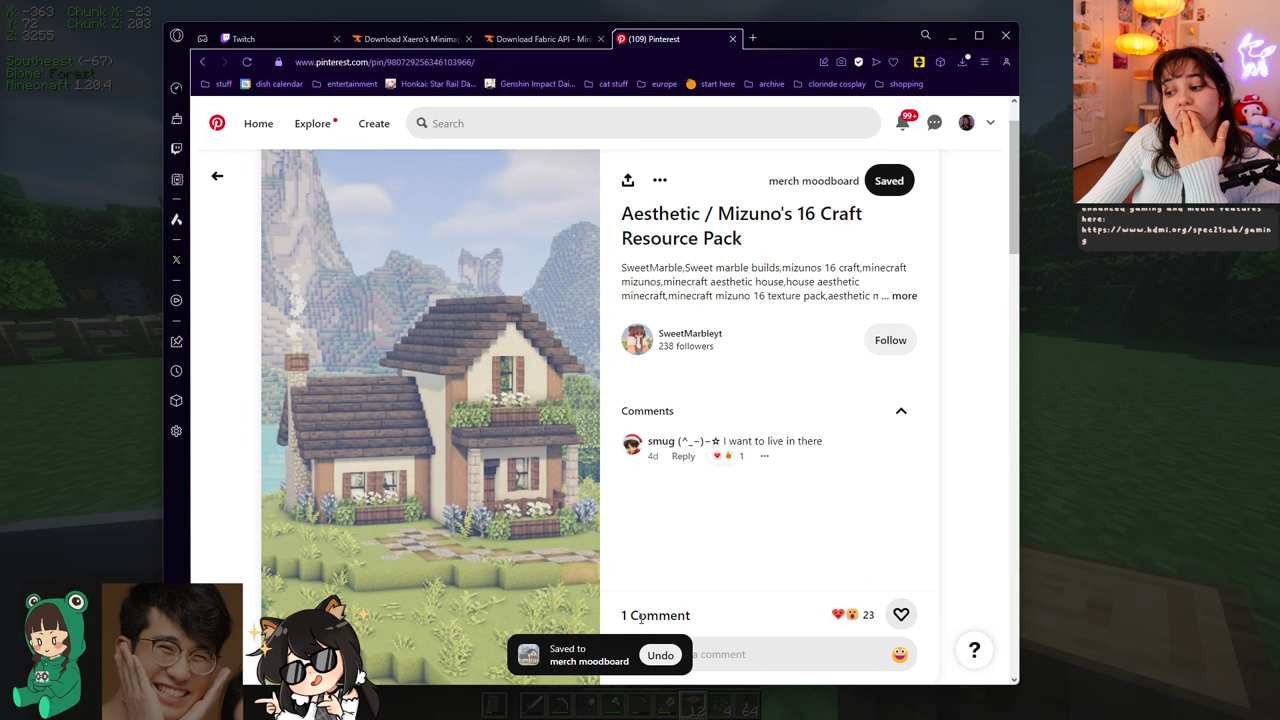 X: -363 Chunk X: -23
Y: 72 Chunk Z: 203
Z: 3255
Southeast (-67)
Biome: Forest
Minecraft 1.20.4
Twitch
Download Xaero's Minima
Download Fabric API - Min
(109) Pinterest
www.pinterest.com/pin/980729256346103966/
stuff
dish calendar
entertainment
Honkai: Star Rail Da...
Genshin Impact Dai...
cat stuff
europe
start here
archive
clorinde cosplay
shopping
Home
Explore
Create
Search
99+
merch moodboard
Saved
Aesthetic / Mizuno's 16 Craft
Resource Pack
SweetMarble,Sweet marble builds,mizunos 16 craft,minecraft
mizunos,minecraft aesthetic house,house aesthetic
minecraft,minecraft mizuno 16 texture pack,aesthetic m ... more
SweetMarbleyt
238 followers
Follow
Comments
smug (^_-)-☆ I want to live in there
4d Reply 1
1 Comment
23
a comment
Saved to
merch moodboard
Undo
?
enhanced gaming and media features
here:
https://www.hdmi.org/spec21sub/gamin
g
12
4
64